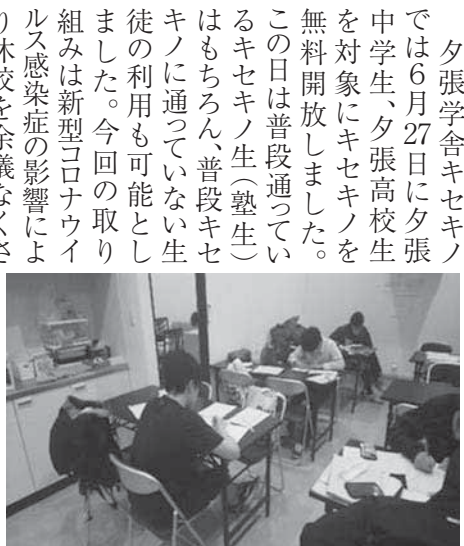 夕張学舎キセキノ
では6月27日に夕張
中学生、夕張高校生
を対象にキセキノを
無料開放しました。
この日は普段通ってい
るキセキノ生(塾生)
はもちろん、普段キセ
キノに通っていない生
徒の利用も可能とし
ました。今回の取り
組みは新型コロナウイ
ルス感染症の影響によ
り休校を余儀なくさ